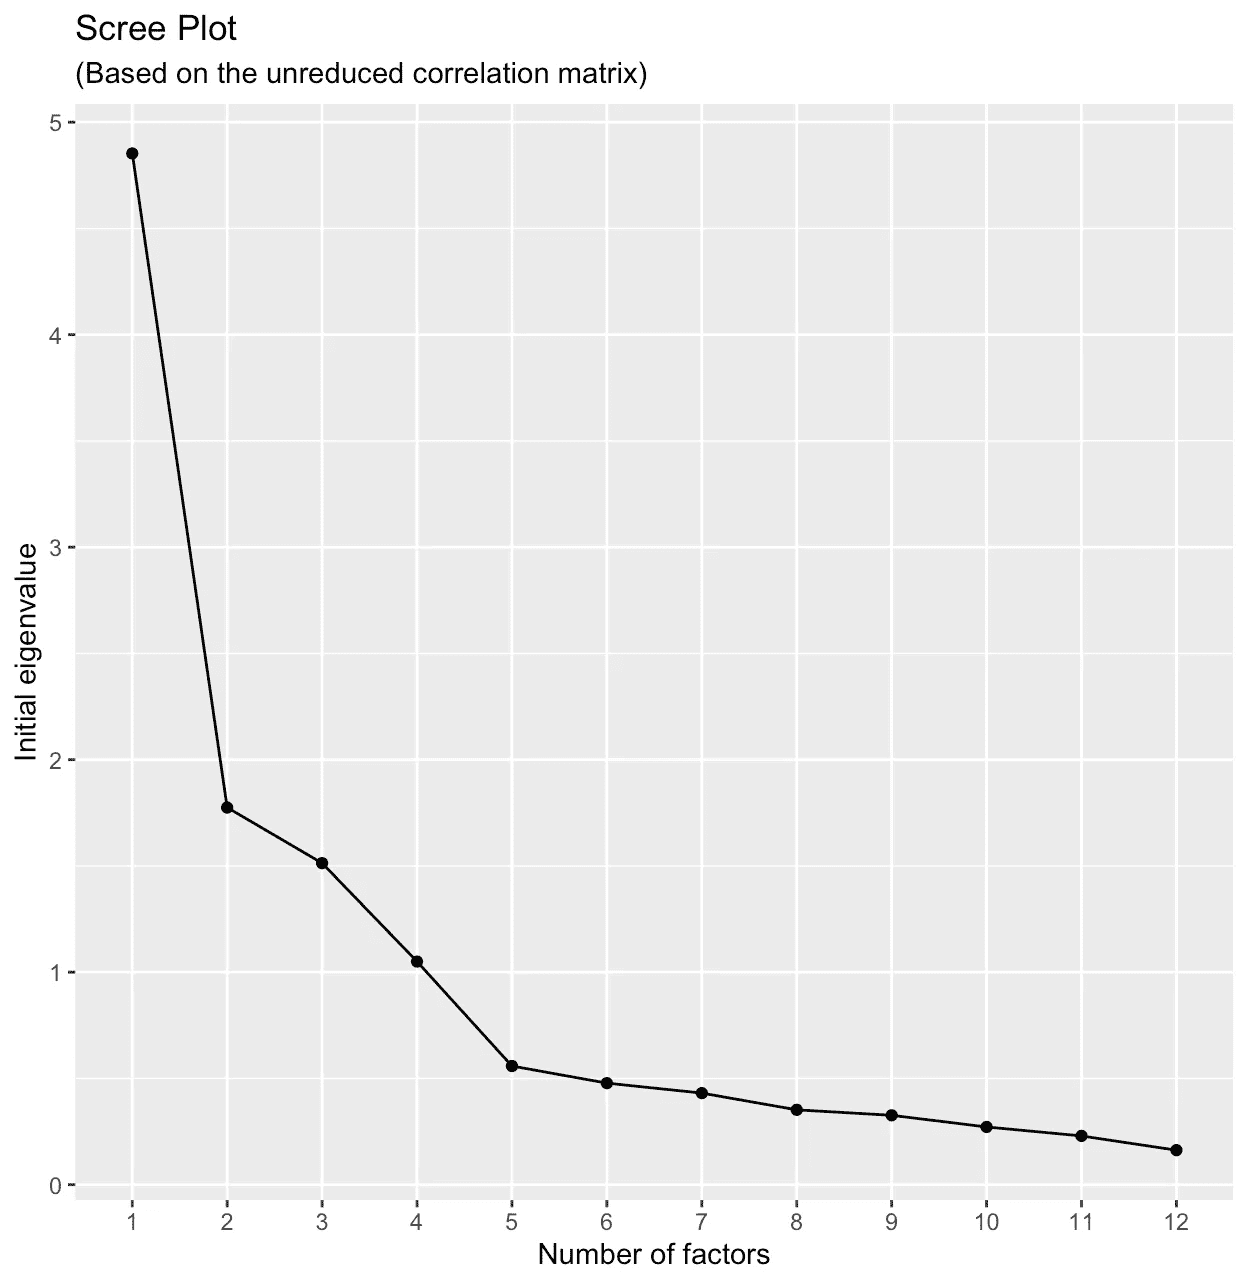 Scree Plot
(Based on the unreduced correlation matrix)
5
4
3
2
1
0
Initial eigenvalue
1 2 3 4 5 6 7 8 9 10 11 12
Number of factors